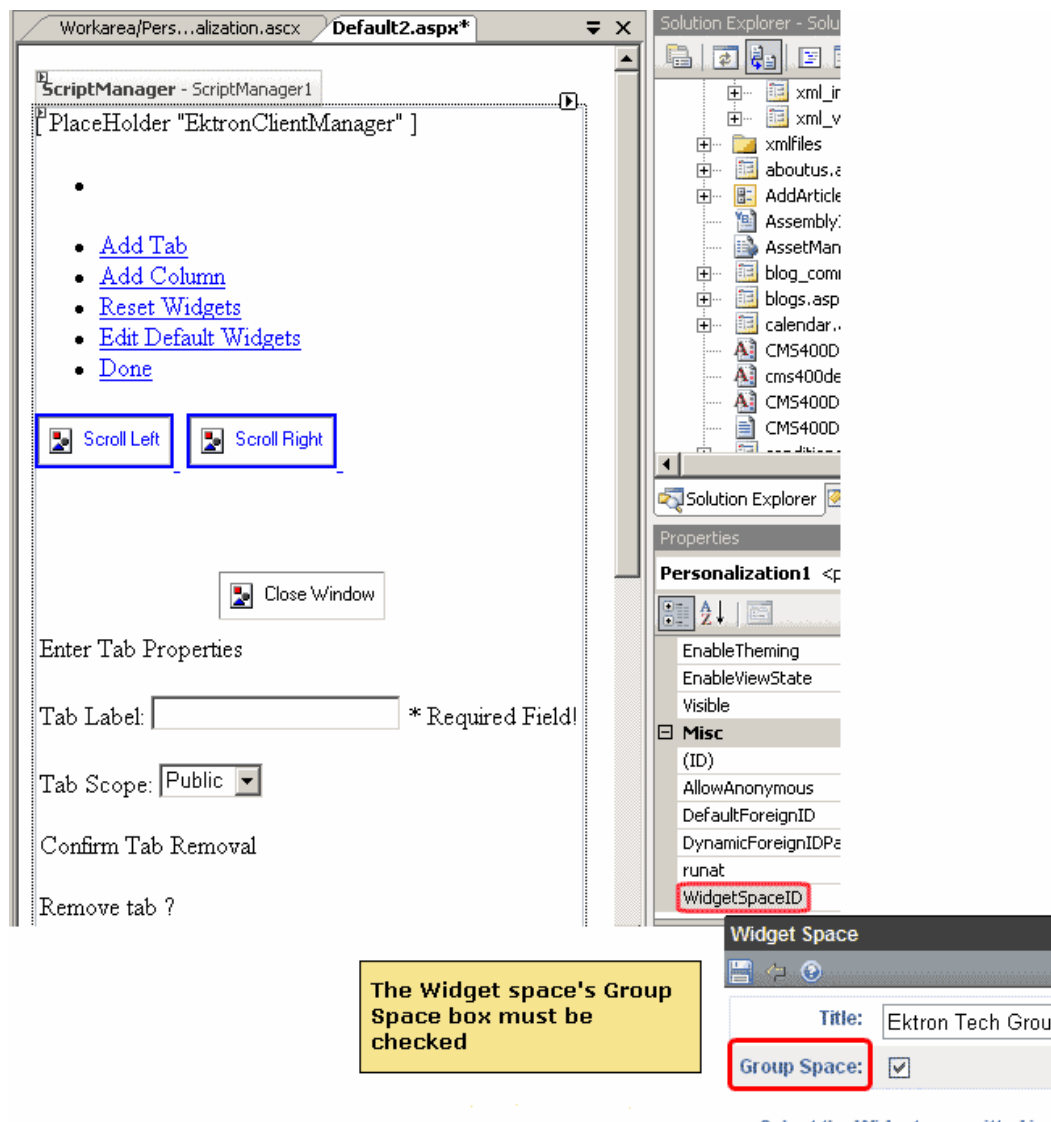 Workarea/Pers...alization.ascx
Default2.aspx*
ScriptManager - ScriptManager1
[ PlaceHolder "EktronClientManager" ]
Add Tab
Add Column
Reset Widgets
Edit Default Widgets
Done
Scroll Left
Scroll Right
Close Window
Enter Tab Properties
Tab Label:
* Required Field!
Tab Scope: Public
Confirm Tab Removal
Remove tab ?
Solution Explorer - Solu
xml_ir
xml_v
xmlfiles
aboutus.a
AddArticle
Assembly
AssetMan
blog_com
blogs.asp
calendar.
CMS400D
cms400de
CMS400D
CMS400D
Solution Explorer
Properties
Personalization1 <p
EnableTheming
EnableViewState
Visible
Misc
(ID)
AllowAnonymous
DefaultForeignID
DynamicForeignIDPa
runat
WidgetSpaceID
Widget Space
Title: Ektron Tech Grou
Group Space:
The Widget space's Group
Space box must be
checked